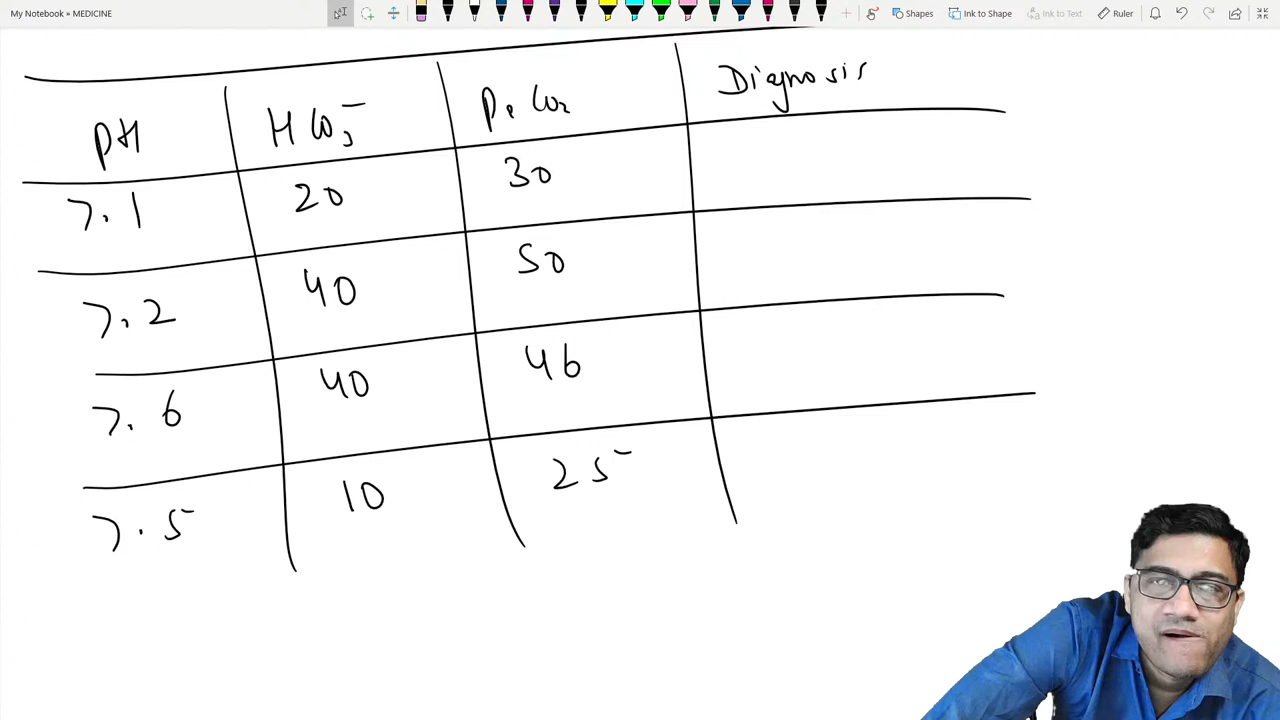 My Notebook » MEDICINE
Shapes Ink to Shape Ink to Text Ruler
pH HCO3⁻ PaCO2 Diagnosis
7.1 20 30
7.2 40 50
7.6 40 46
7.5 10 25